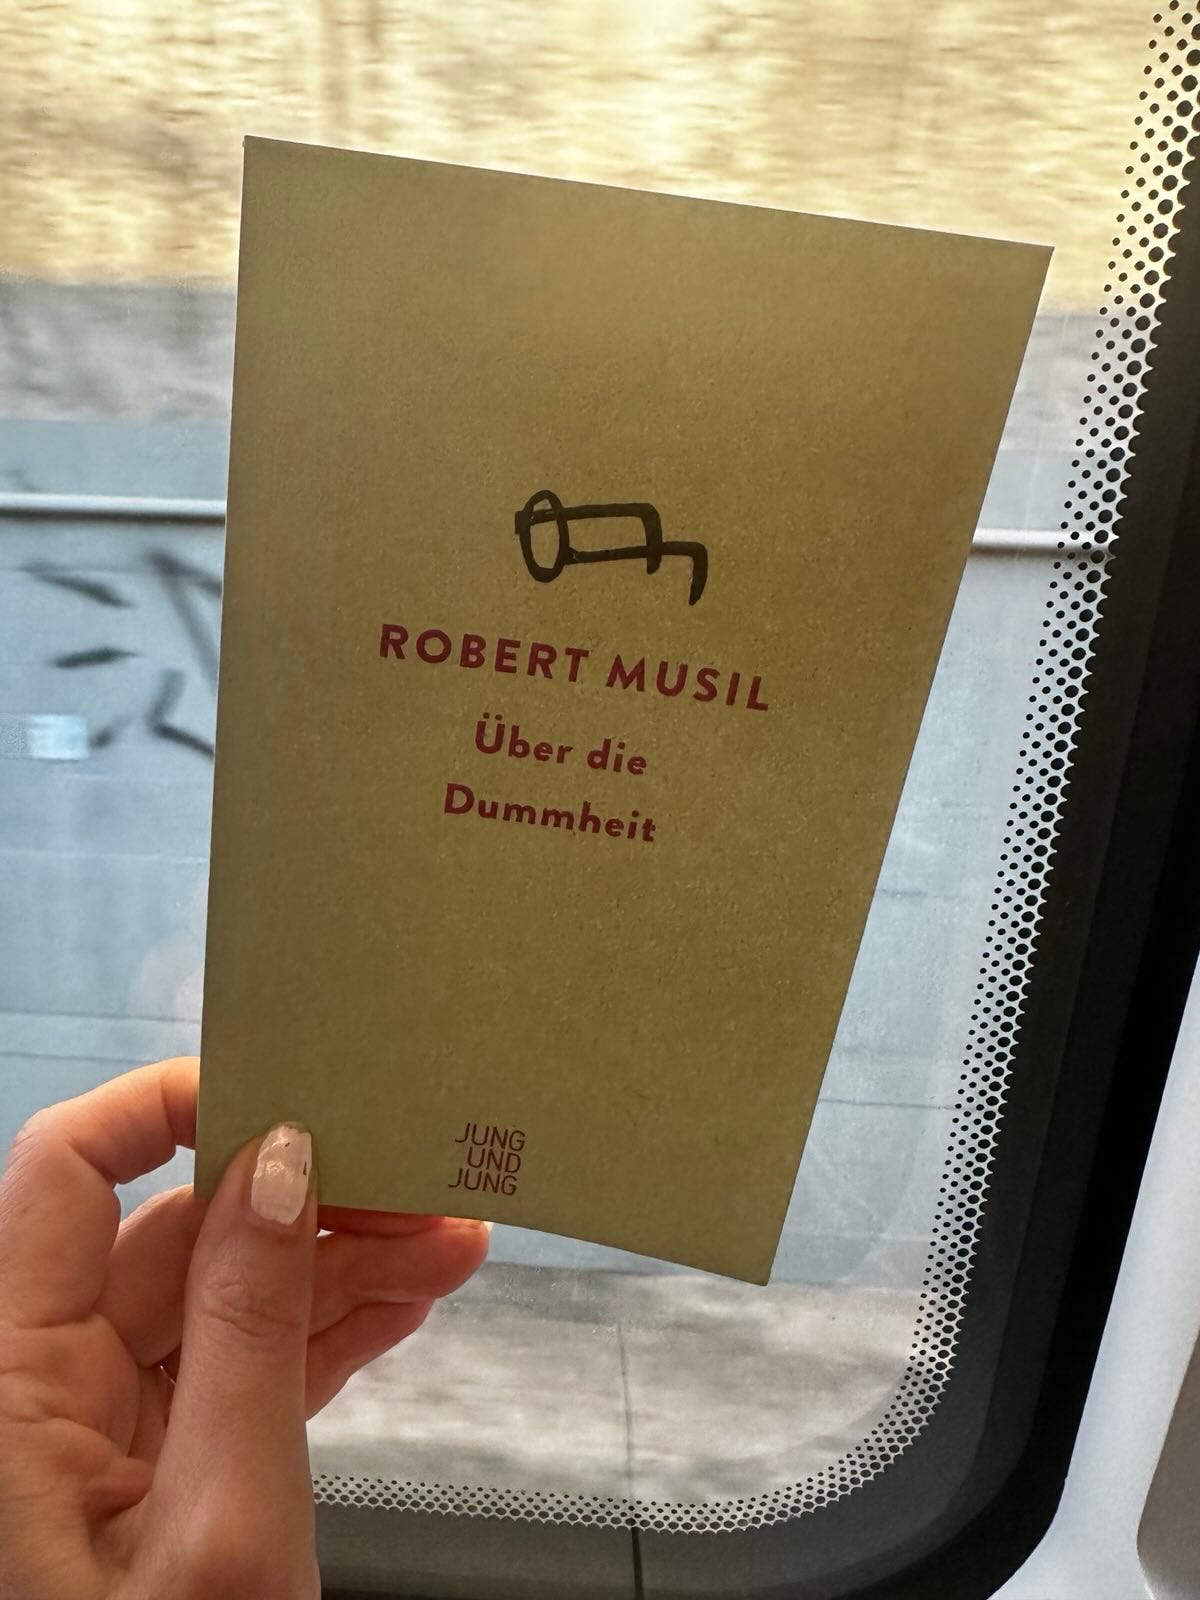 ROBERT MUSIL
Über die
Dummheit
JUNG
UND
JUNG